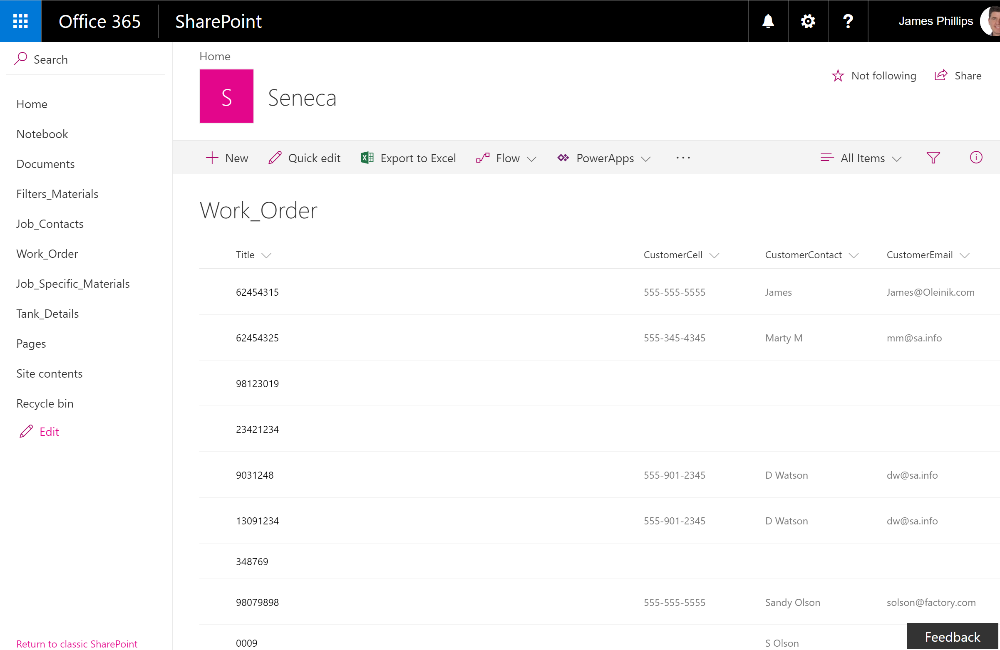 Office 365
SharePoint
?
James Phillips
Search
Home
Notebook
Documents
Filters_Materials
Job_Contacts
Work_Order
Job_Specific_Materials
Tank_Details
Pages
Site contents
Recycle bin
Edit
Return to classic SharePoint
Home
S
Seneca
Not following
Share
New
Quick edit
Export to Excel
Flow
PowerApps
...
All Items
Work_Order
Title CustomerCell CustomerContact CustomerEmail
62454315 555-555-5555 James James@Oleinik.com
62454325 555-345-4345 Marty M mm@sa.info
98123019
23421234
9031248 555-901-2345 D Watson dw@sa.info
13091234 555-901-2345 D Watson dw@sa.info
348769
98079898 555-555-5555 Sandy Olson solson@factory.com
0009 S Olson
Feedback